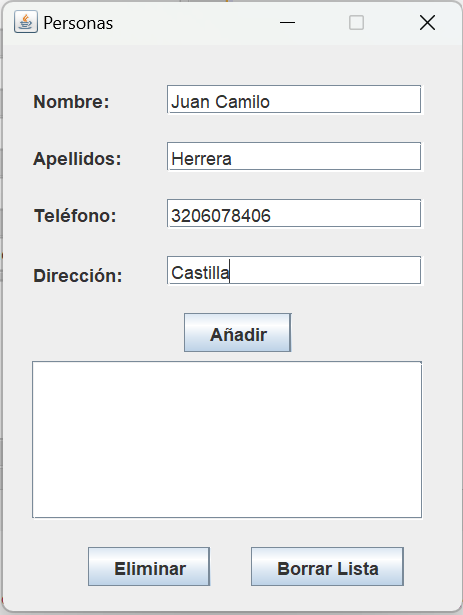 Personas
Nombre: Juan Camilo
Apellidos: Herrera
Teléfono: 3206078406
Dirección: Castilla
Añadir
Eliminar Borrar Lista